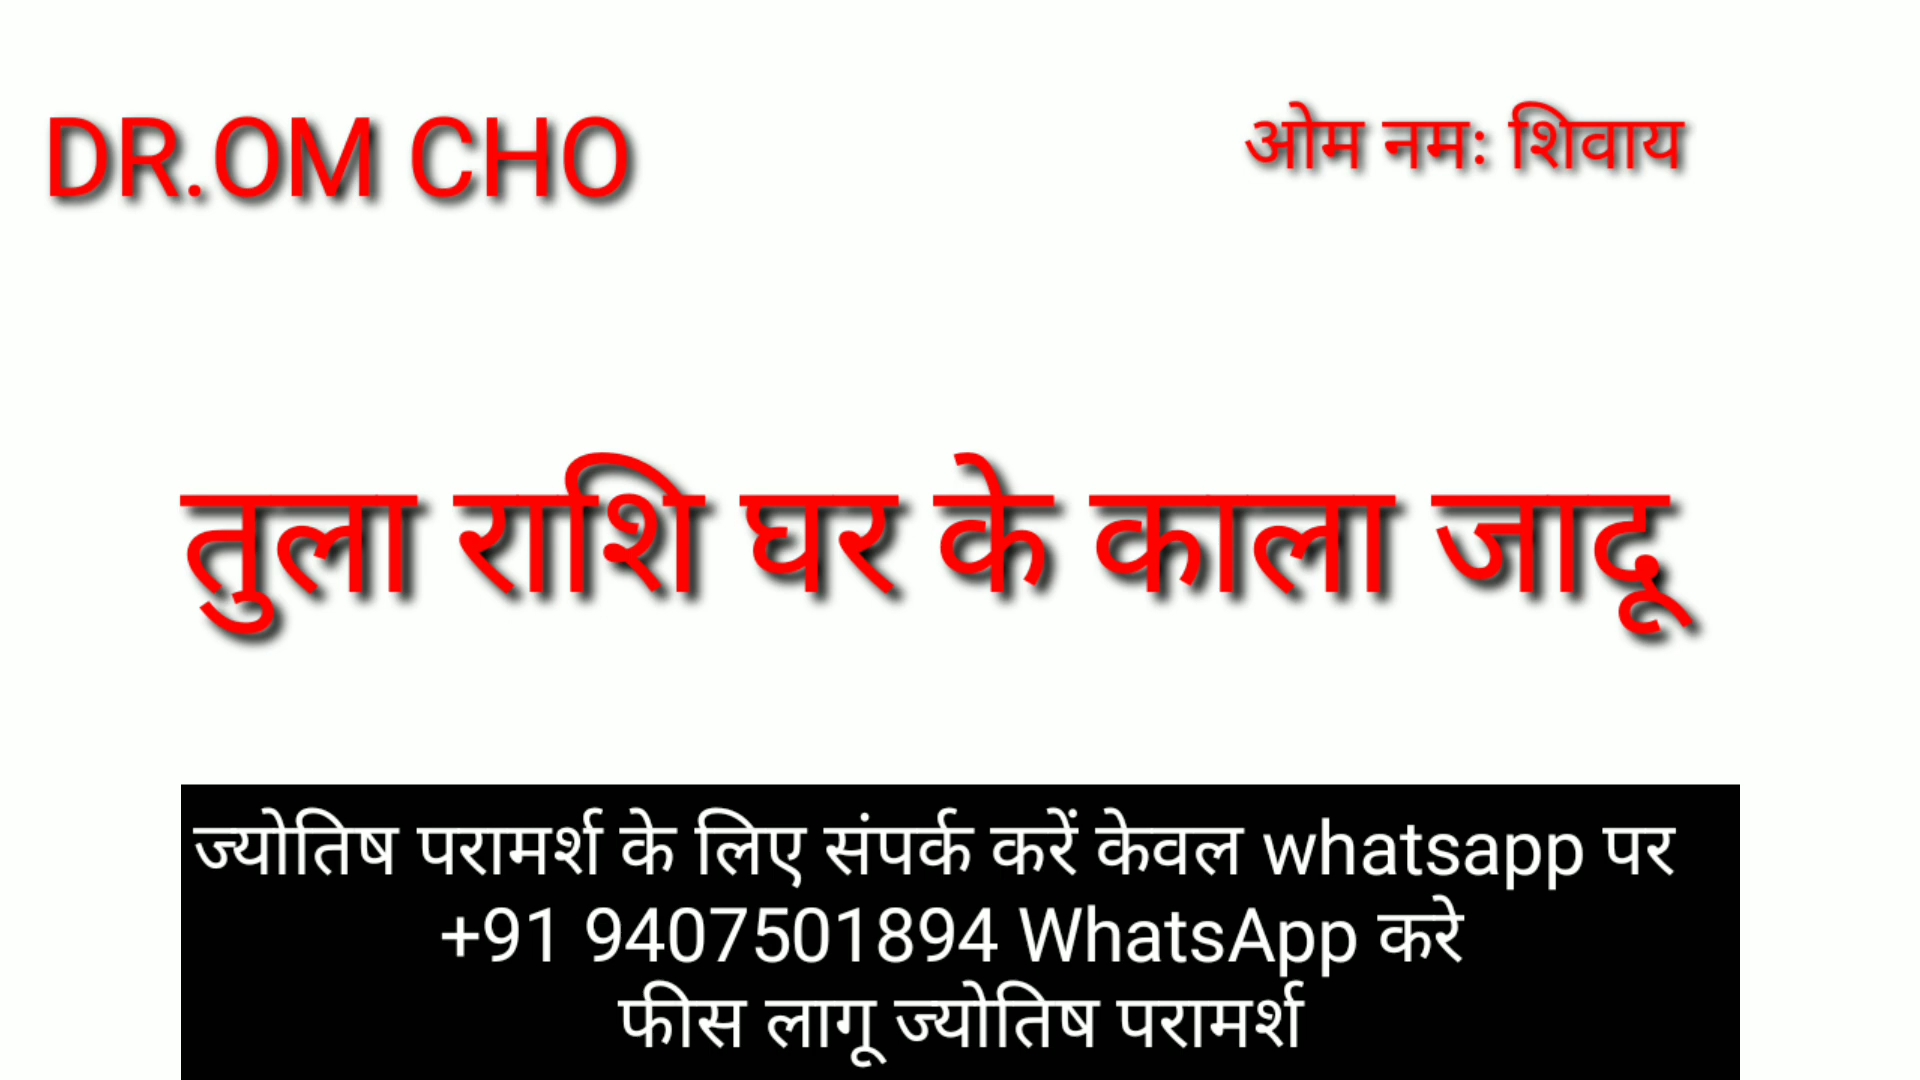 DR.OM CHO
ओम नमः शिवाय
तुला राशि घर के काला जादू
ज्योतिष परामर्श के लिए संपर्क करें केवल whatsapp पर
+91 9407501894 WhatsApp करे
फीस लागू ज्योतिष परामर्श